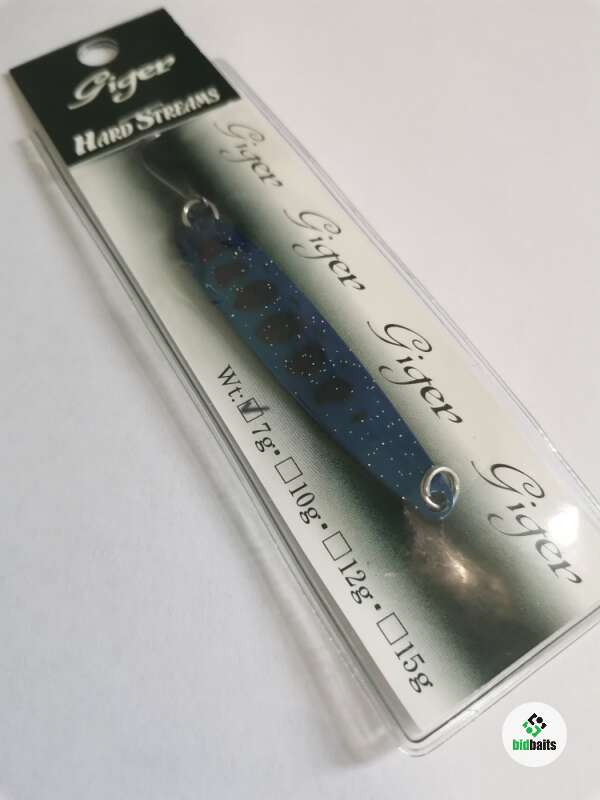 Giger
HARD STREAMS
Giger
Giger
Giger
Giger
Wt: 7g. 10g. 12g. 15g
bidbaits